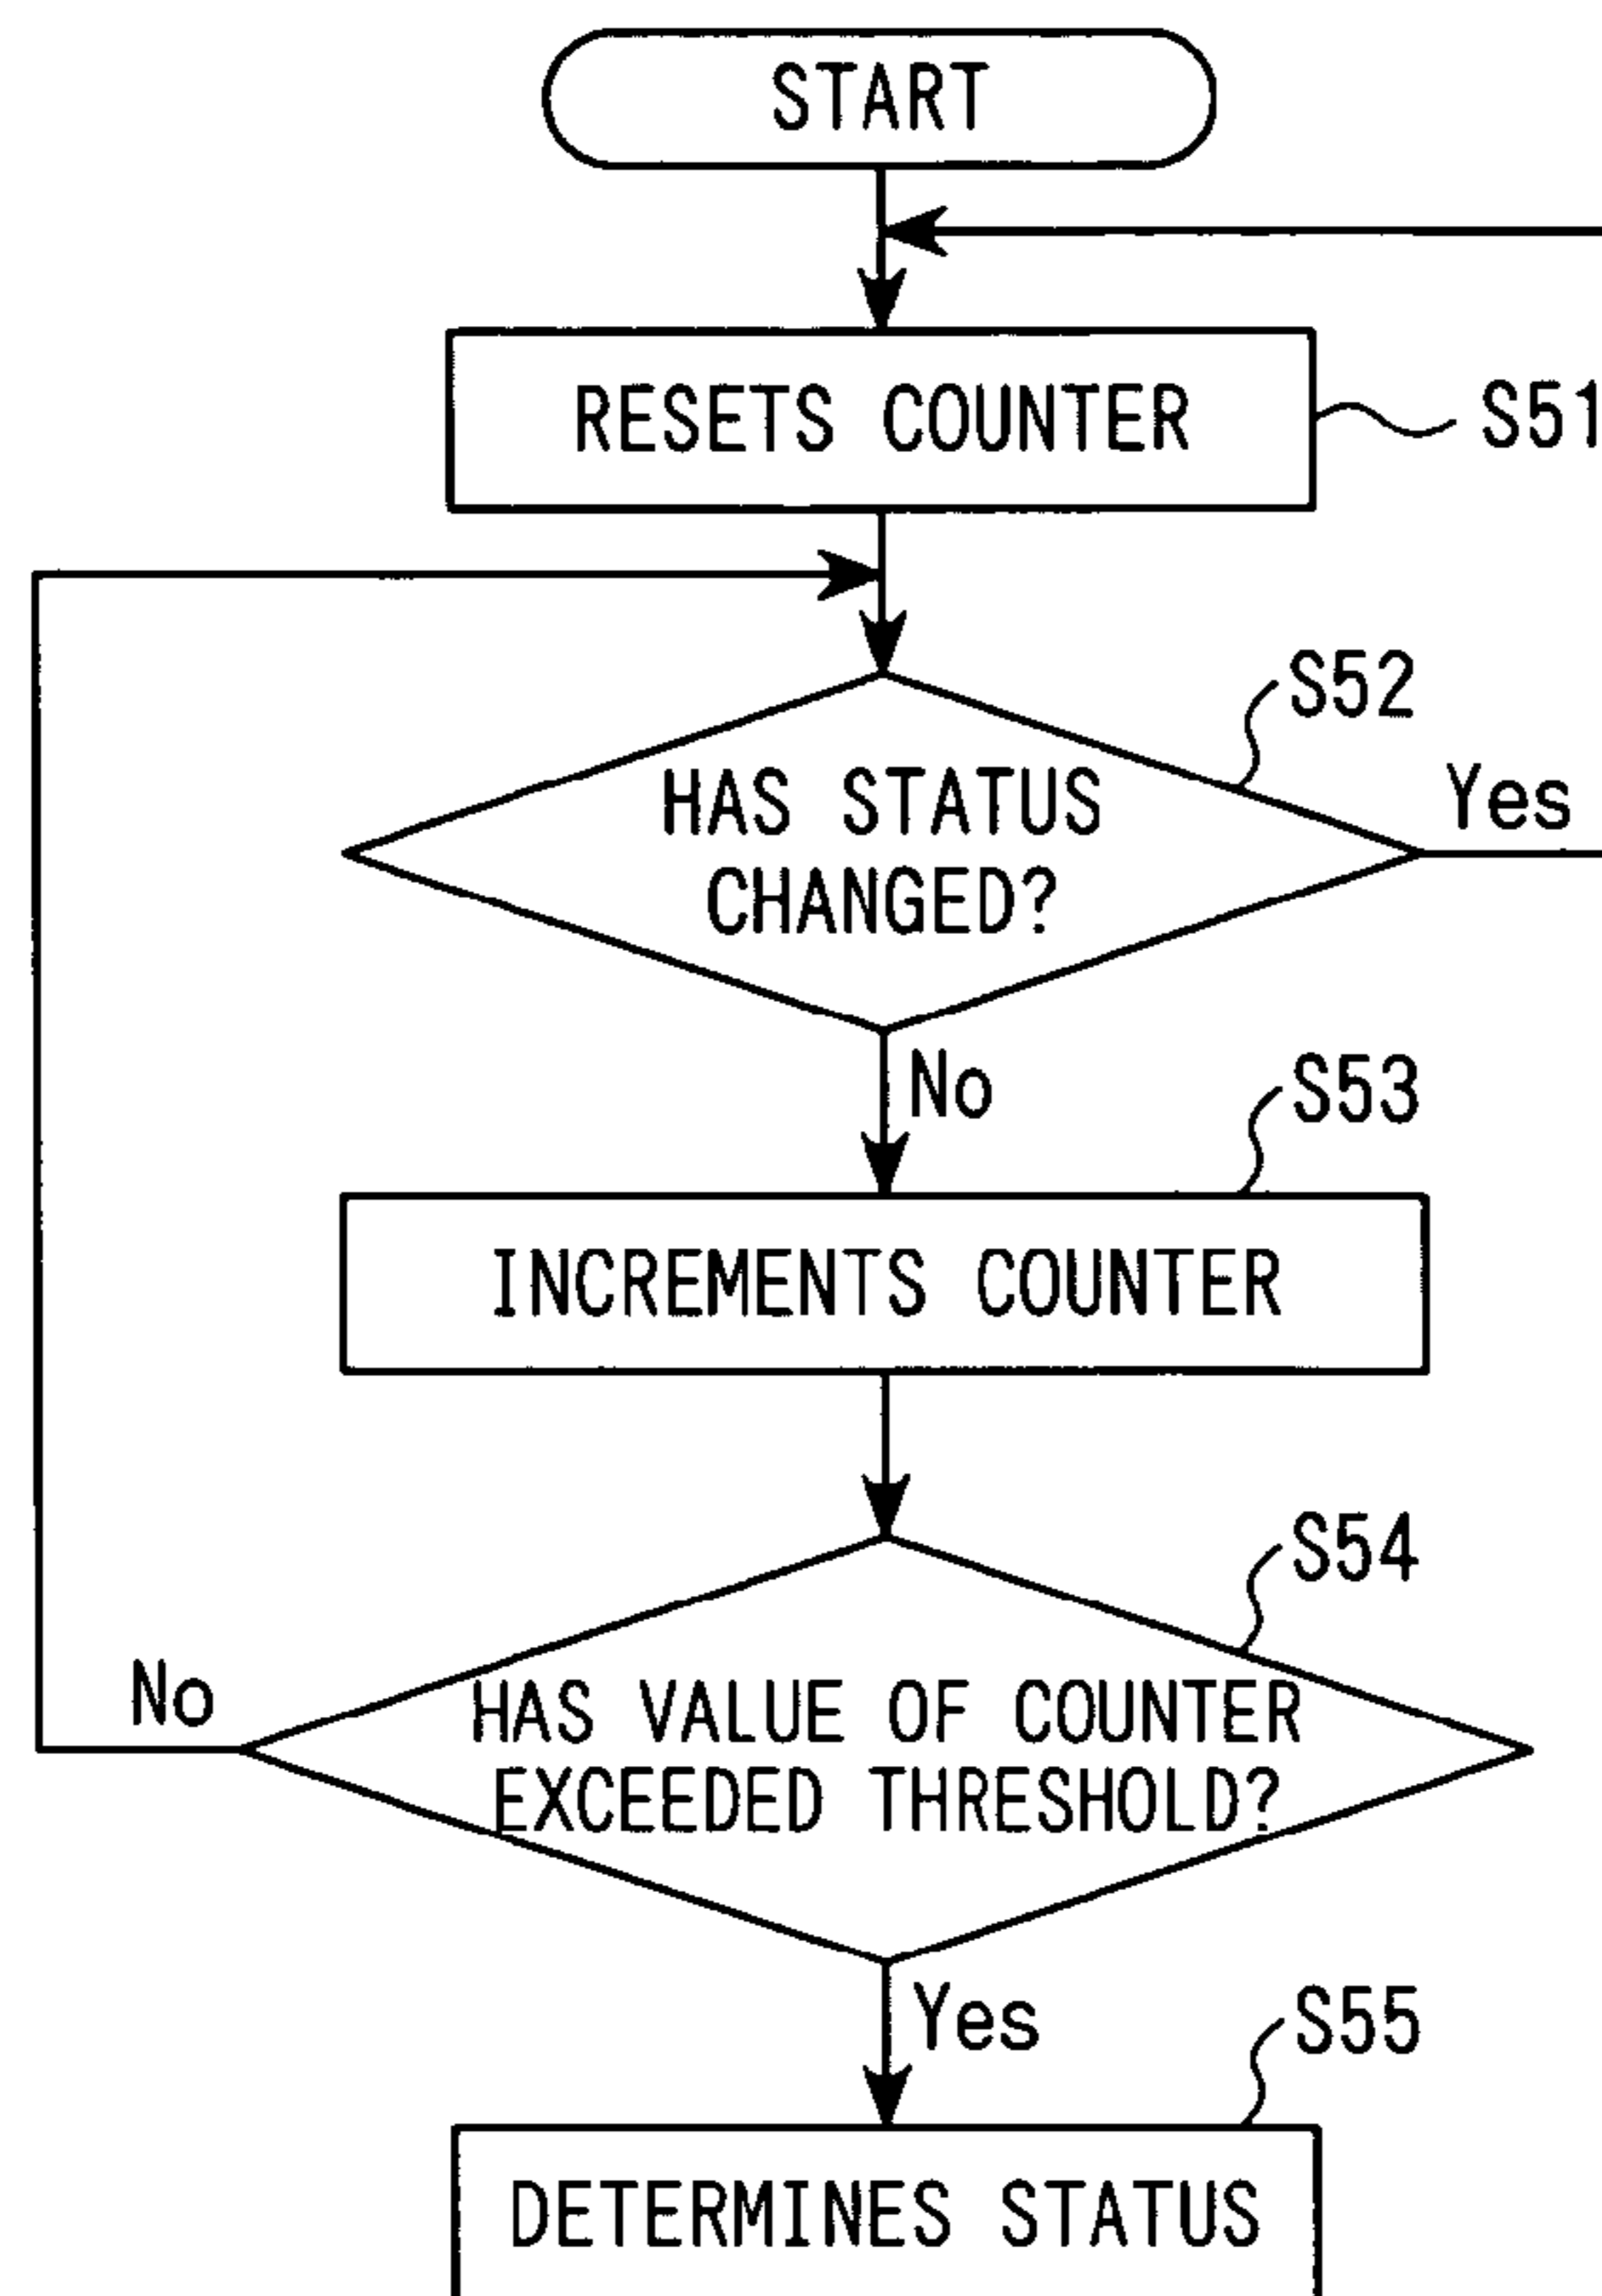 START
RESETS COUNTER
S51
S52
HAS STATUS
CHANGED?
Yes
No
S53
INCREMENTS COUNTER
S54
HAS VALUE OF COUNTER
EXCEEDED THRESHOLD?
No
Yes
S55
DETERMINES STATUS